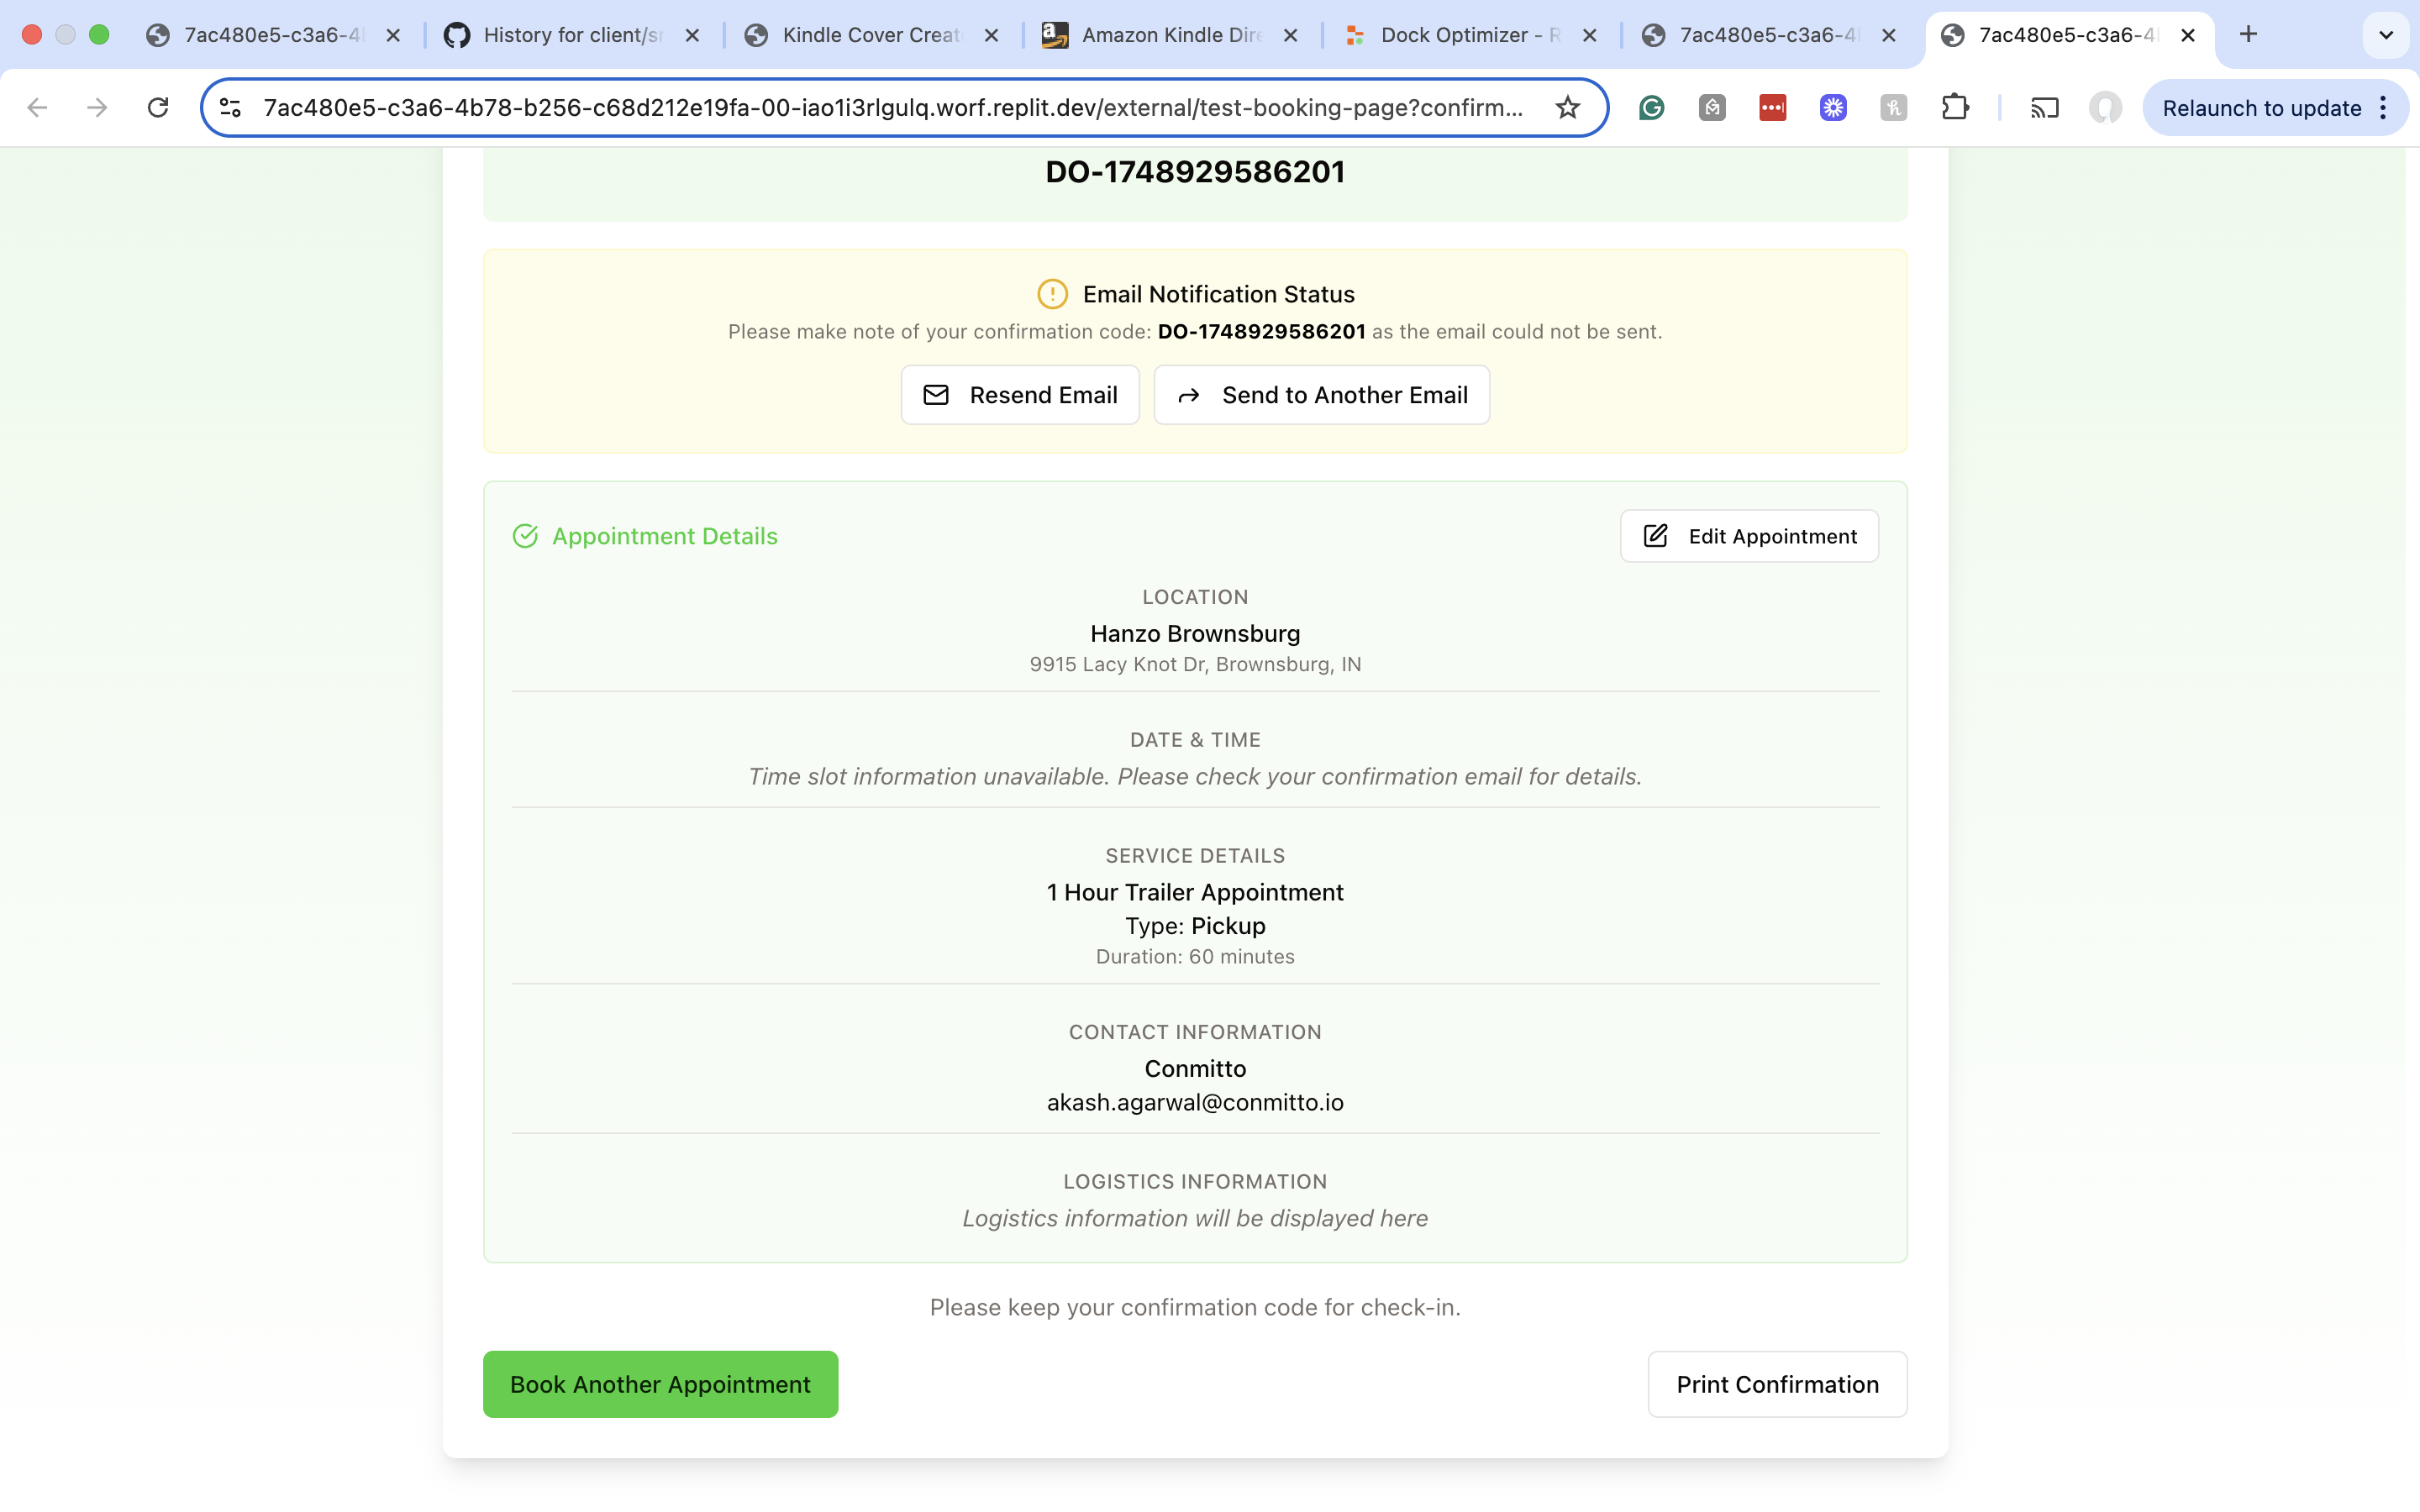 7ac480e5-c3a6-4
History for client/s
Kindle Cover Creat
Amazon Kindle Dire
Dock Optimizer - R
7ac480e5-c3a6-4
7ac480e5-c3a6-4
7ac480e5-c3a6-4b78-b256-c68d212e19fa-00-iao1i3rlgulq.worf.replit.dev/external/test-booking-page?confirm...
Relaunch to update
DO-1748929586201
Email Notification Status
Please make note of your confirmation code: DO-1748929586201 as the email could not be sent.
Resend Email
Send to Another Email
Appointment Details
Edit Appointment
LOCATION
Hanzo Brownsburg
9915 Lacy Knot Dr, Brownsburg, IN
DATE & TIME
Time slot information unavailable. Please check your confirmation email for details.
SERVICE DETAILS
1 Hour Trailer Appointment
Type: Pickup
Duration: 60 minutes
CONTACT INFORMATION
Conmitto
akash.agarwal@conmitto.io
LOGISTICS INFORMATION
Logistics information will be displayed here
Please keep your confirmation code for check-in.
Book Another Appointment
Print Confirmation